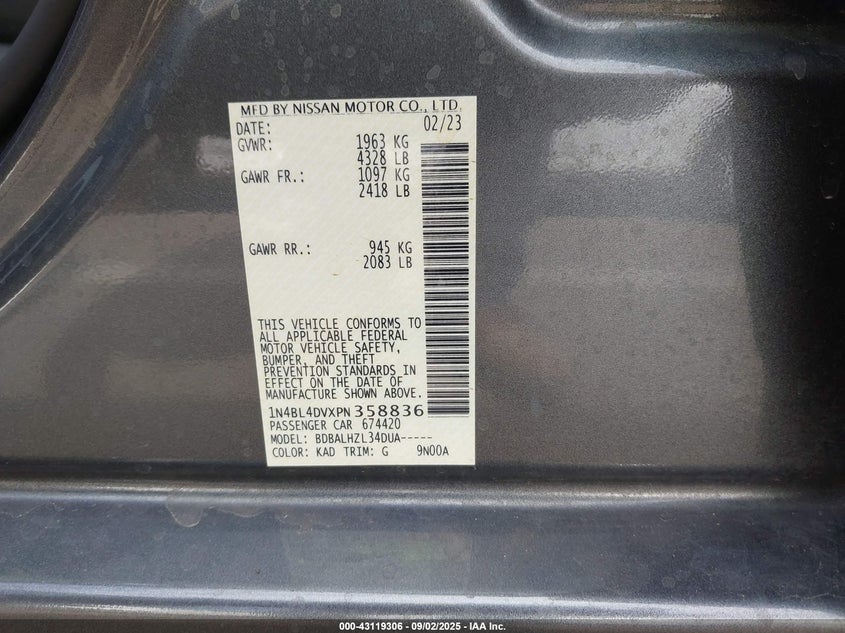 MFD BY NISSAN MOTOR CO., LTD.
DATE: 02/23
GVWR: 1963 KG
4328 LB
GAWR FR.: 1097 KG
2418 LB
GAWR RR.: 945 KG
2083 LB
THIS VEHICLE CONFORMS TO
ALL APPLICABLE FEDERAL
MOTOR VEHICLE SAFETY,
BUMPER, AND THEFT
PREVENTION STANDARDS IN
EFFECT ON THE DATE OF
MANUFACTURE SHOWN ABOVE.
1N4BL4DVXPN358836
PASSENGER CAR 674420
MODEL: BDBALHZL34DUA-----
COLOR: KAD TRIM: G 9N00A
000-43119306 - 09/02/2025 - IAA Inc.